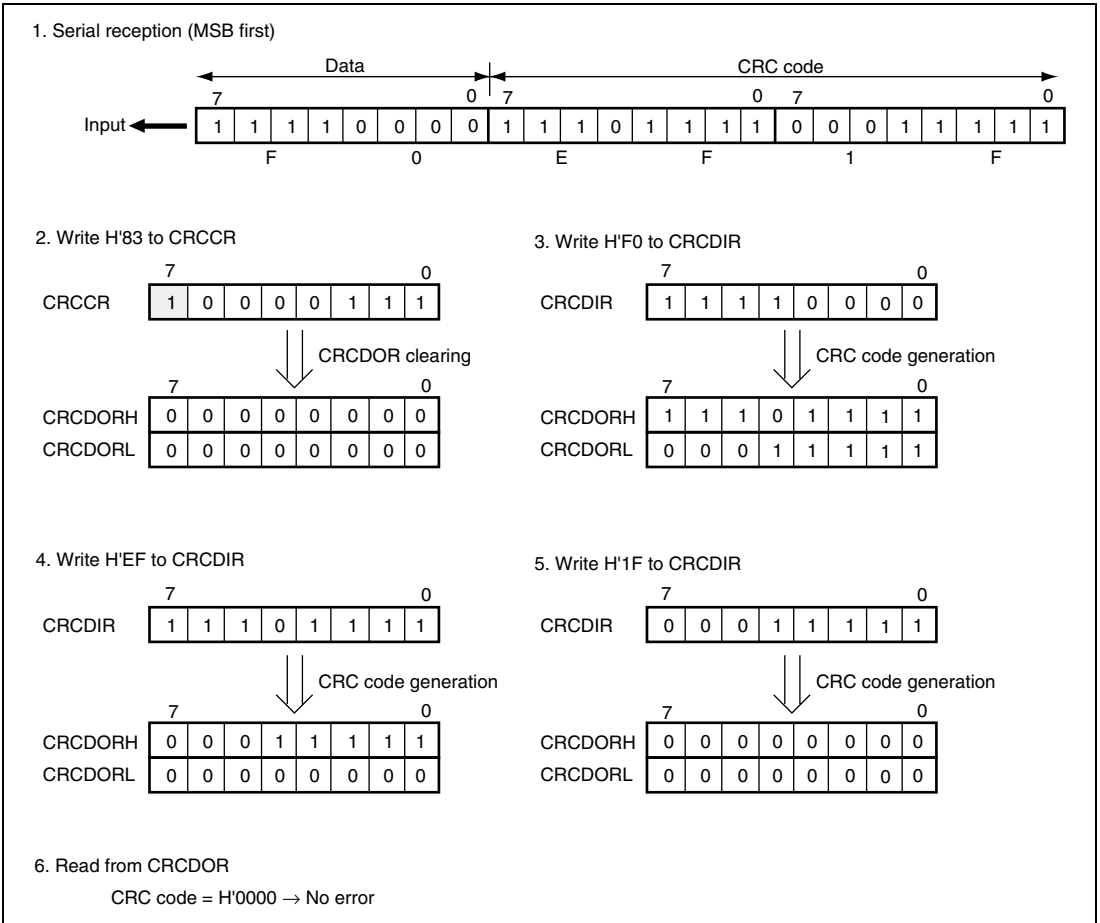 1. Serial reception (MSB first)
Data CRC code
7 0 7 0 7 0
Input 1 1 1 1 0 0 0 0 1 1 1 0 1 1 1 1 0 0 0 1 1 1 1 1
F 0 E F 1 F
2. Write H'83 to CRCCR
7 0
CRCCR 1 0 0 0 0 1 1 1
CRCDOR clearing
7 0
CRCDORH 0 0 0 0 0 0 0 0
CRCDORL 0 0 0 0 0 0 0 0
3. Write H'F0 to CRCDIR
7 0
CRCDIR 1 1 1 1 0 0 0 0
CRC code generation
7 0
CRCDORH 1 1 1 0 1 1 1 1
CRCDORL 0 0 0 1 1 1 1 1
4. Write H'EF to CRCDIR
7 0
CRCDIR 1 1 1 0 1 1 1 1
CRC code generation
7 0
CRCDORH 0 0 0 1 1 1 1 1
CRCDORL 0 0 0 0 0 0 0 0
5. Write H'1F to CRCDIR
7 0
CRCDIR 0 0 0 1 1 1 1 1
CRC code generation
7 0
CRCDORH 0 0 0 0 0 0 0 0
CRCDORL 0 0 0 0 0 0 0 0
6. Read from CRCDOR
CRC code = H'0000 → No error